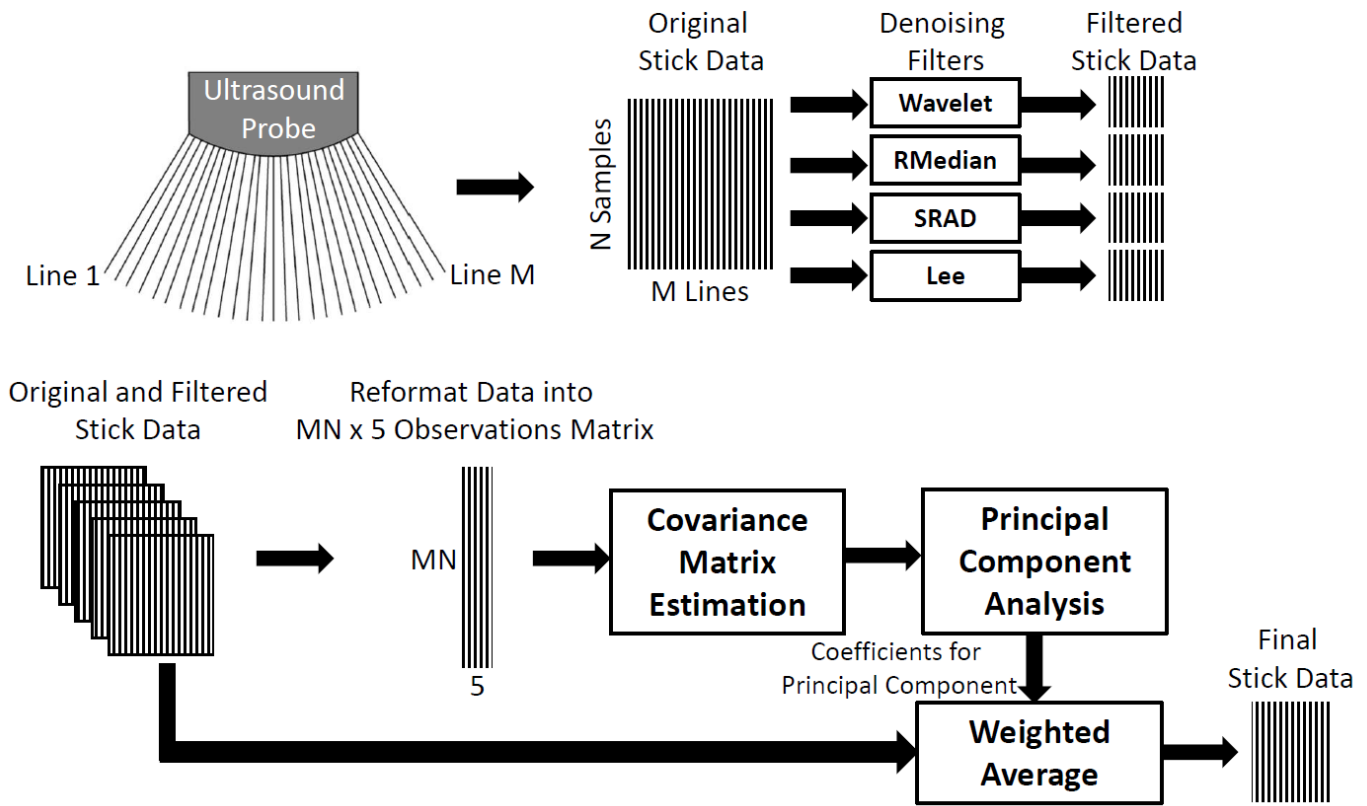 Ultrasound
Probe
Line 1
Line M
Original
Stick Data
N Samples
M Lines
Denoising
Filters
Wavelet
RMedian
SRAD
Lee
Filtered
Stick Data
Original and Filtered
Stick Data
Reformat Data into
MN x 5 Observations Matrix
MN
5
Covariance
Matrix
Estimation
Principal
Component
Analysis
Coefficients for
Principal Component
Weighted
Average
Final
Stick Data